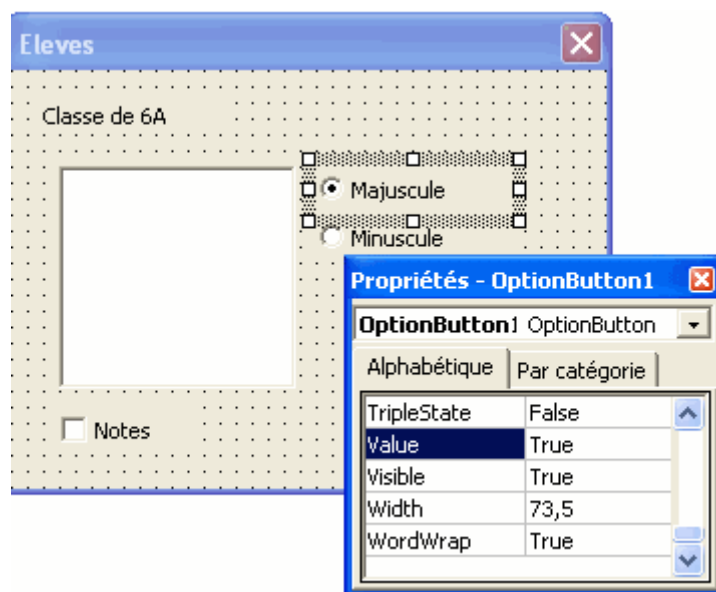 Eleves
Classe de 6A
Majuscule
Minuscule
Notes
Propriétés - OptionButton1
OptionButton1 OptionButton
Alphabétique Par catégorie
TripleState False
Value True
Visible True
Width 73,5
WordWrap True